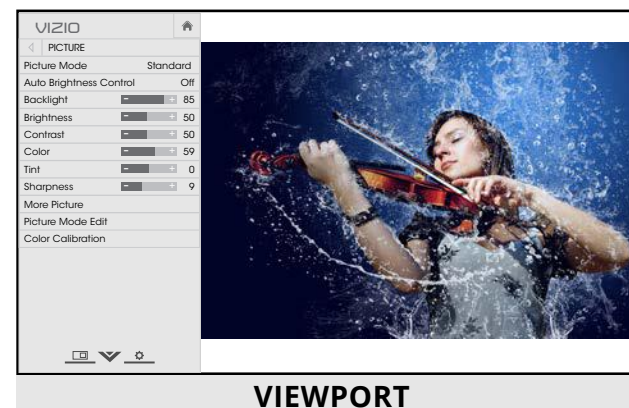 VIZIO
PICTURE
Picture Mode Standard
Auto Brightness Control Off
Backlight - + 85
Brightness - + 50
Contrast - + 50
Color - + 59
Tint - + 0
Sharpness - + 9
More Picture
Picture Mode Edit
Color Calibration
VIEWPORT